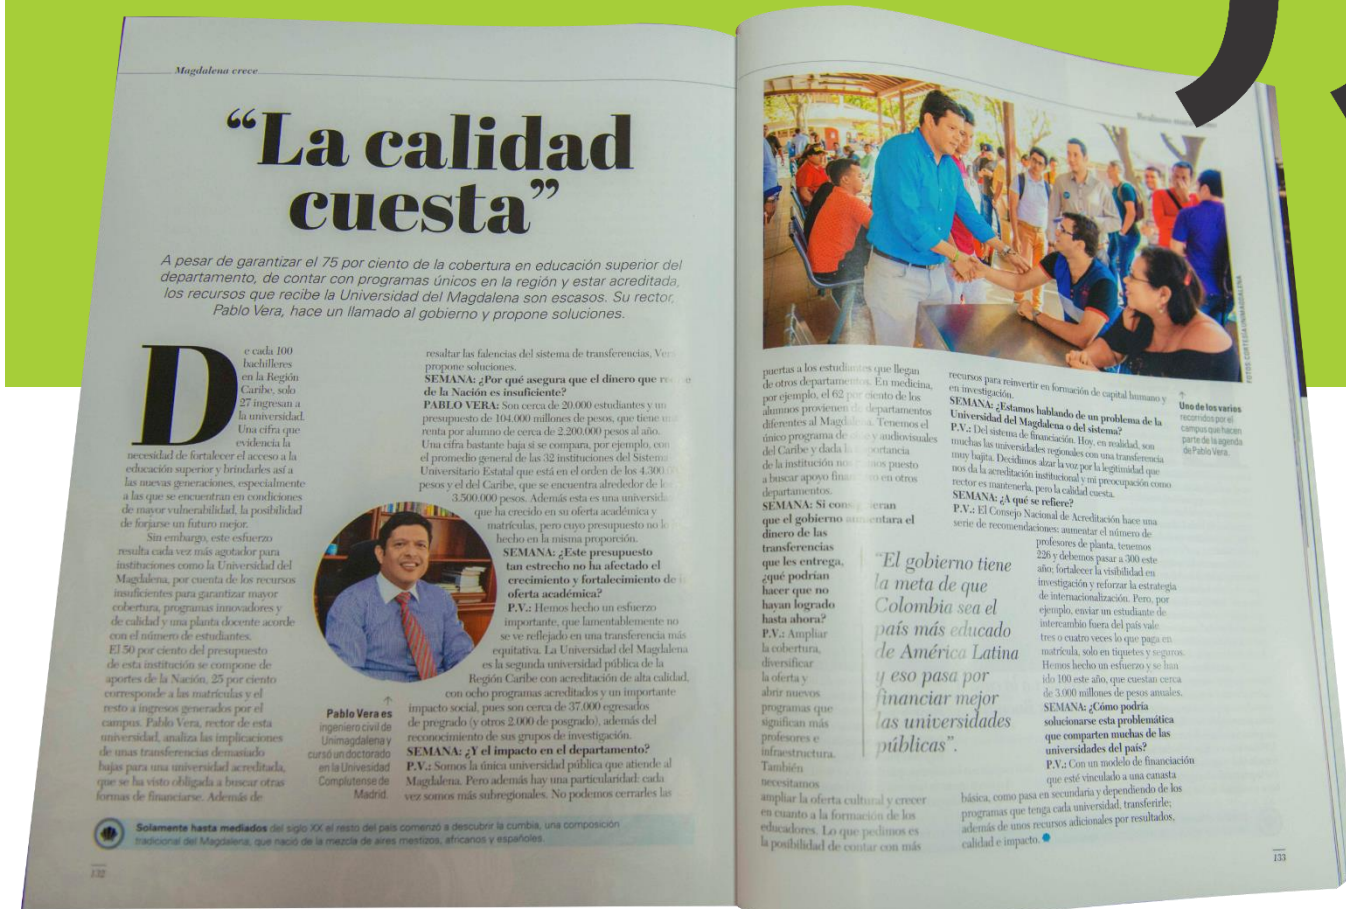 Magdalena crece
“La calidad
cuesta”
A pesar de garantizar el 75 por ciento de la cobertura en educación superior del
departamento, de contar con programas únicos en la región y estar acreditada,
los recursos que recibe la Universidad del Magdalena son escasos. Su rector,
Pablo Vera, hace un llamado al gobierno y propone soluciones.
De cada 100
bachilleres
en la Región
Caribe, solo
27 ingresan a
la universidad.
Una cifra que
evidencia la
necesidad de fortalecer el acceso a la
educación superior y brindarles así a
las nuevas generaciones, especialmente
a las que se encuentran en condiciones
de mayor vulnerabilidad, la posibilidad
de forjarse un futuro mejor.
Sin embargo, este esfuerzo
resulta cada vez más agotador para
instituciones como la Universidad del
Magdalena, por cuenta de los recursos
insuficientes para garantizar mayor
cobertura, programas innovadores y
de calidad y una planta docente acorde
con el número de estudiantes.
El 50 por ciento del presupuesto
de esta institución se compone de
aportes de la Nación, 25 por ciento
corresponde a las matrículas y el
resto a ingresos generados por el
campus. Pablo Vera, rector de esta
universidad, analiza las implicaciones
de unas transferencias demasiado
bajas para una universidad acreditada,
que se ha visto obligada a buscar otras
formas de financiarse. Además de
resaltar las falencias del sistema de transferencias, Vera
propone soluciones.
SEMANA: ¿Por qué asegura que el dinero que
de la Nación es insuficiente?
PABLO VERA: Son cerca de 20.000 estudiantes y un
presupuesto de 104.000 millones de pesos, que tiene una
renta por alumno de cerca de 2.200.000 pesos al año.
Una cifra bastante baja si se compara, por ejemplo, con
el promedio general de las 32 instituciones del Sistema
Universitario Estatal que está en el orden de los
pesos y el del Caribe, que se encuentra alrededor de los
3.500.000 pesos. Además esta es una universidad
que ha crecido en su oferta académica y
matrículas, pero cuyo presupuesto no lo
hecho en la misma proporción.
SEMANA: ¿Este presupuesto
tan estrecho no ha afectado el
crecimiento y fortalecimiento de
oferta académica?
P.V.: Hemos hecho un esfuerzo
importante, que lamentablemente no
se ve reflejado en una transferencia más
equitativa. La Universidad del Magdalena
es la segunda universidad pública de la
Región Caribe con acreditación de alta calidad,
con ocho programas acreditados y un importante
impacto social, pues son cerca de 37.000 egresados
de pregrado (y otros 2.000 de posgrado), además del
reconocimiento de sus grupos de investigación.
SEMANA: ¿Y el impacto en el departamento?
P.V.: Somos la única universidad pública que atiende al
Magdalena. Pero además hay una particularidad: cada
vez somos más subregionales. No podemos cerrarles las
↑
Pablo Vera es
ingeniero civil de
Unimagdalena y
cursó un doctorado
en la Univesidad
Complutense de
Madrid.
Solamente hasta mediados del siglo XX el resto del país comenzó a descubrir la cumbia, una composición
tradicional del Magdalena, que nació de la mezcla de aires mestizos, africanos y españoles.
132
FOTOS: CORTESÍA UNIMAGDALENA
puertas a los estudiantes que llegan
de otros departamentos. En medicina,
por ejemplo, el 62 por ciento de los
alumnos provienen de departamentos
diferentes al Magdalena. Tenemos el
único programa de cine y audiovisuales
del Caribe y dada la importancia
de la institución nos hemos puesto
a buscar apoyo financiero en otros
departamentos.
SEMANA: Si consiguieran
que el gobierno aumentara el
dinero de las
transferencias
que les entrega,
¿qué podrían
hacer que no
hayan logrado
hasta ahora?
P.V.: Ampliar
la cobertura,
diversificar
la oferta y
abrir nuevos
programas que
significan más
profesores e
infraestructura.
También
necesitamos
ampliar la oferta cultural y crecer
en cuanto a la formación de los
educadores. Lo que pedimos es
la posibilidad de contar con más
“El gobierno tiene
la meta de que
Colombia sea el
país más educado
de América Latina
y eso pasa por
financiar mejor
las universidades
públicas”.
recursos para reinvertir en formación de capital humano y
en investigación.
SEMANA: ¿Estamos hablando de un problema de la
Universidad del Magdalena o del sistema?
P.V.: Del sistema de financiación. Hoy, en realidad, son
muchas las universidades regionales con una transferencia
muy bajita. Decidimos alzar la voz por la legitimidad que
nos da la acreditación institucional y mi preocupación como
rector es mantenerla, pero la calidad cuesta.
SEMANA: ¿A qué se refiere?
P.V.: El Consejo Nacional de Acreditación hace una
serie de recomendaciones: aumentar el número de
profesores de planta, tenemos
226 y debemos pasar a 300 este
año; fortalecer la visibilidad en
investigación y reforzar la estrategia
de internacionalización. Pero, por
ejemplo, enviar un estudiante de
intercambio fuera del país vale
tres o cuatro veces lo que paga en
matrícula, solo en tiquetes y seguros.
Hemos hecho un esfuerzo y se han
ido 100 este año, que cuestan cerca
de 3.000 millones de pesos anuales.
SEMANA: ¿Cómo podría
solucionarse esta problemática
que comparten muchas de las
universidades del país?
P.V.: Con un modelo de financiación
que esté vinculado a una canasta
básica, como pasa en secundaria y dependiendo de los
programas que tenga cada universidad, transferirle;
además de unos recursos adicionales por resultados,
calidad e impacto.
↑
Uno de los varios
recorridos por el
campus que hacen
parte de la agenda
de Pablo Vera.
133